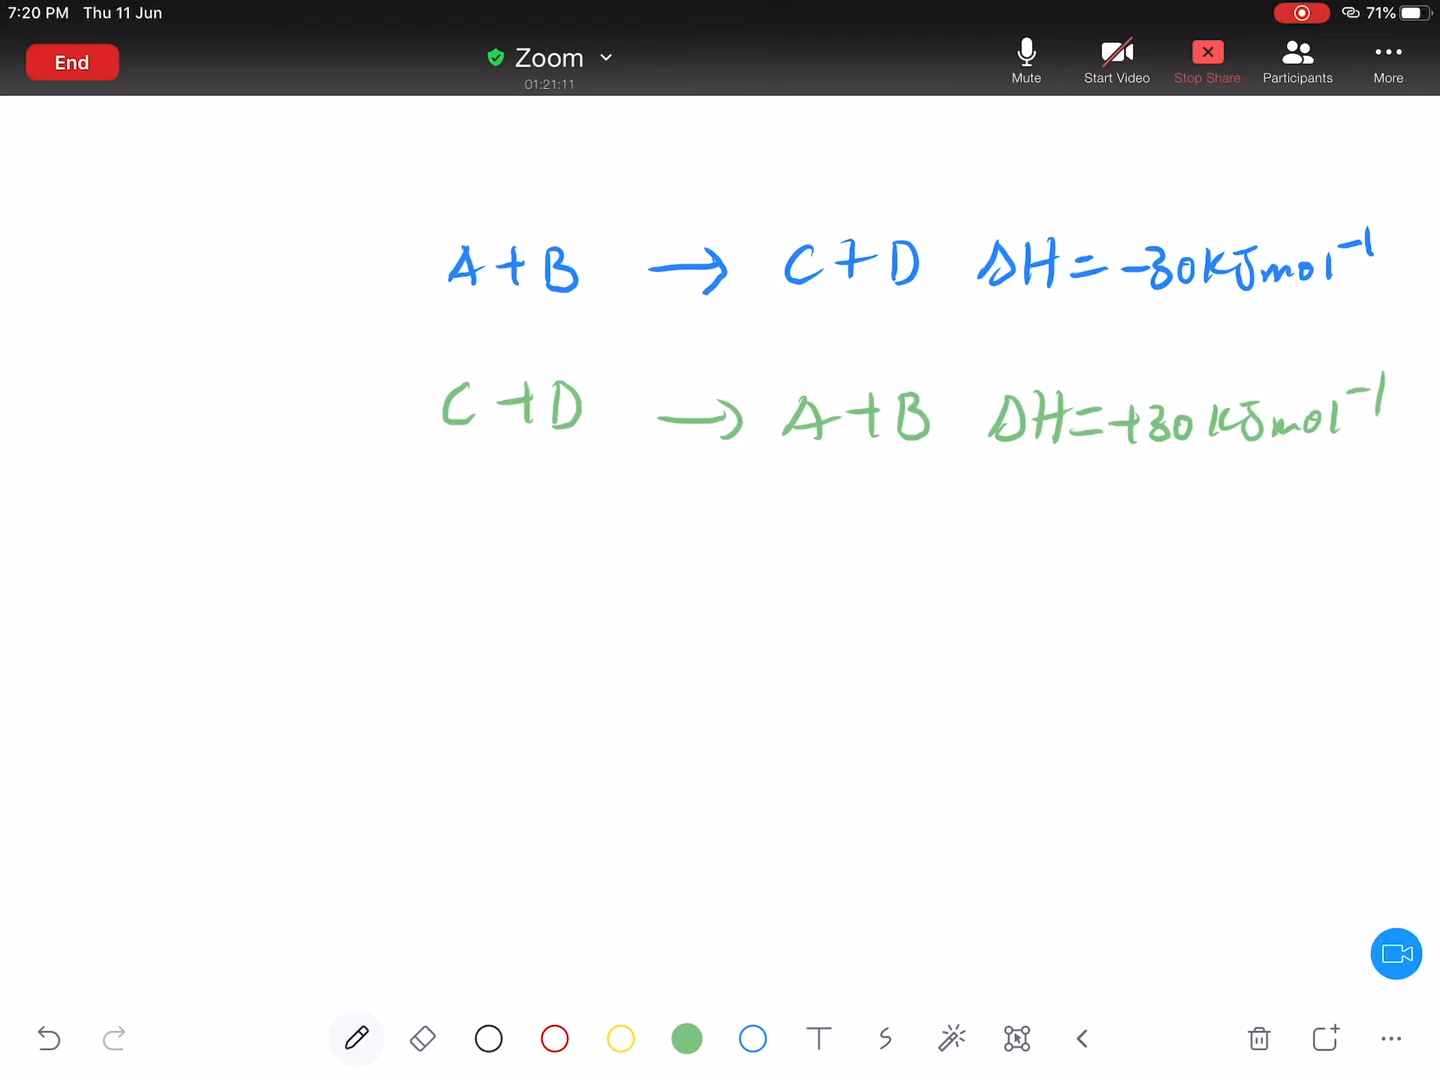 7:20 PM Thu 11 Jun 71%
End Zoom 01:21:11 Mute Start Video Stop Share Participants More
A + B → C + D ΔH = -30KJmol⁻¹
C + D → A + B ΔH = +30KJmol⁻¹